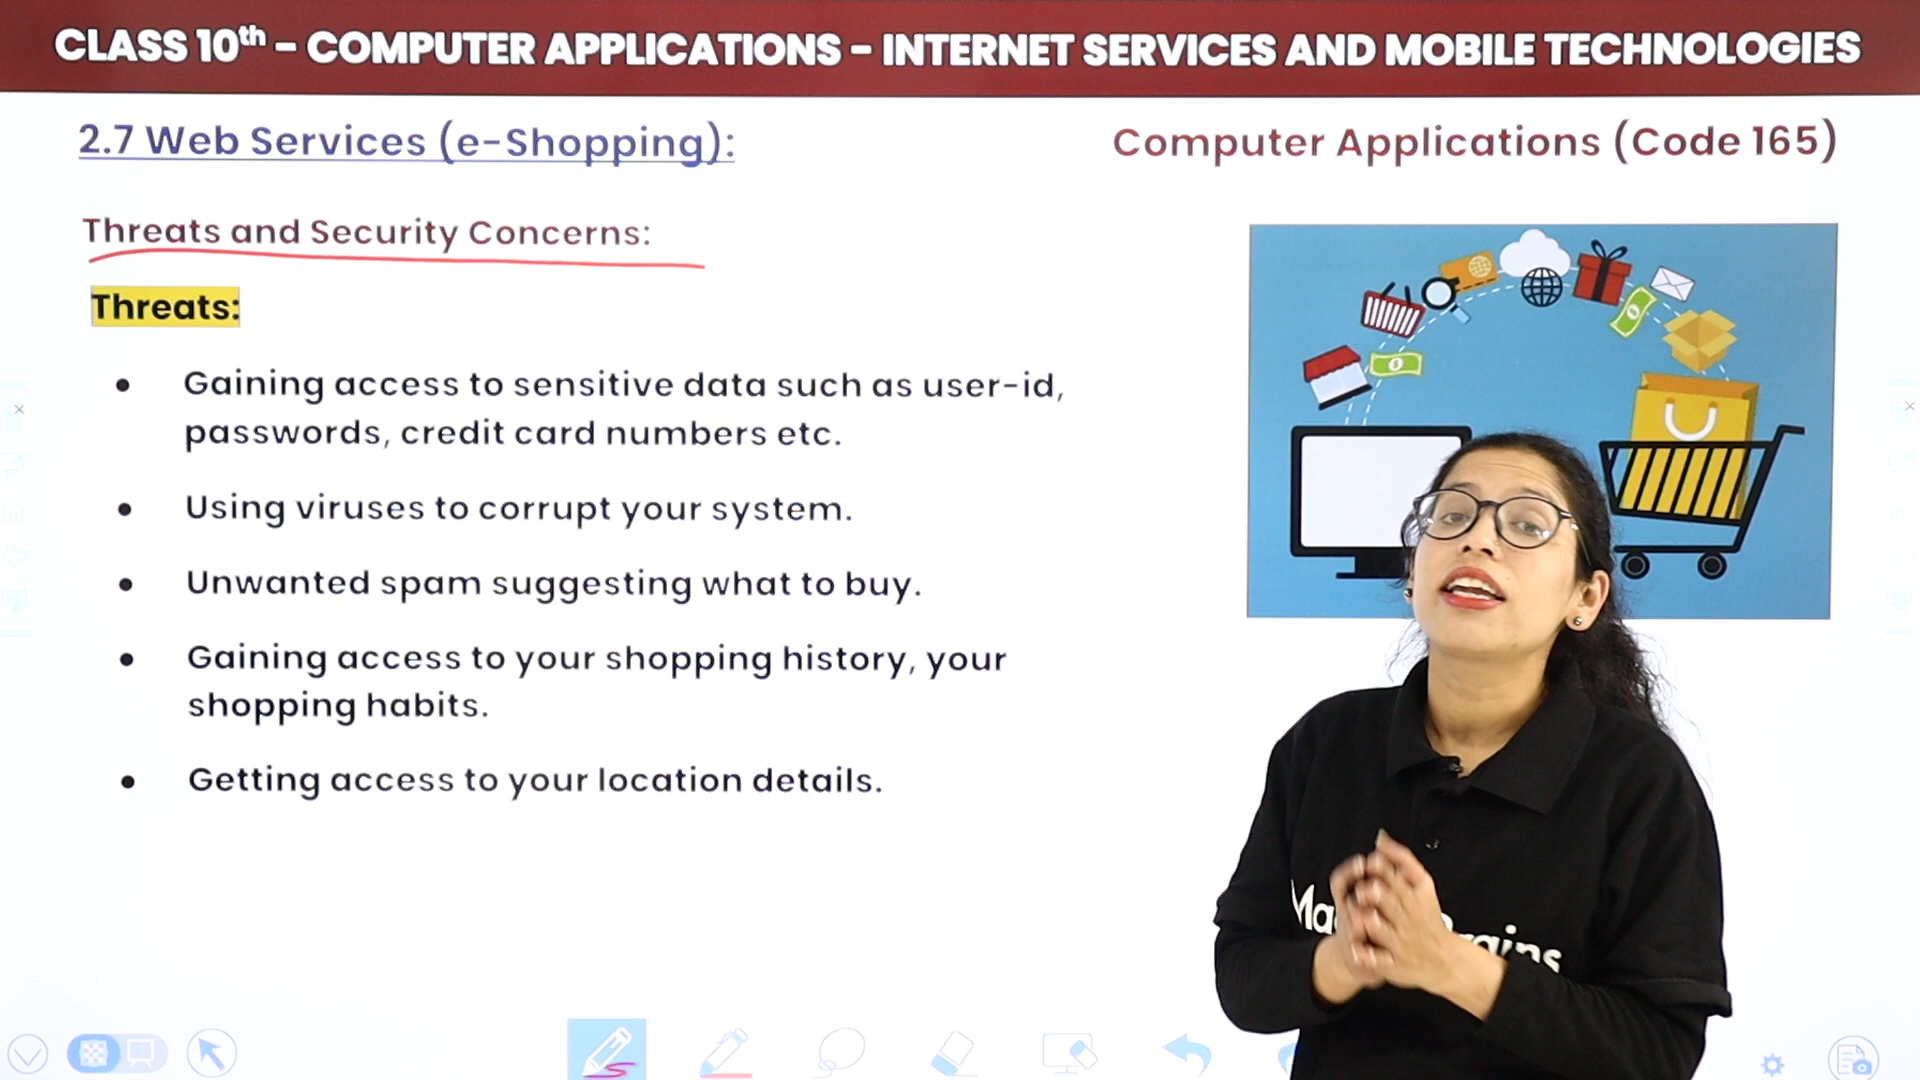 CLASS 10th – COMPUTER APPLICATIONS – INTERNET SERVICES AND MOBILE TECHNOLOGIES
2.7 Web Services (e-Shopping):
Computer Applications (Code 165)
Threats and Security Concerns:
Threats:
• Gaining access to sensitive data such as user-id,
passwords, credit card numbers etc.
• Using viruses to corrupt your system.
• Unwanted spam suggesting what to buy.
• Gaining access to your shopping history, your
shopping habits.
• Getting access to your location details.